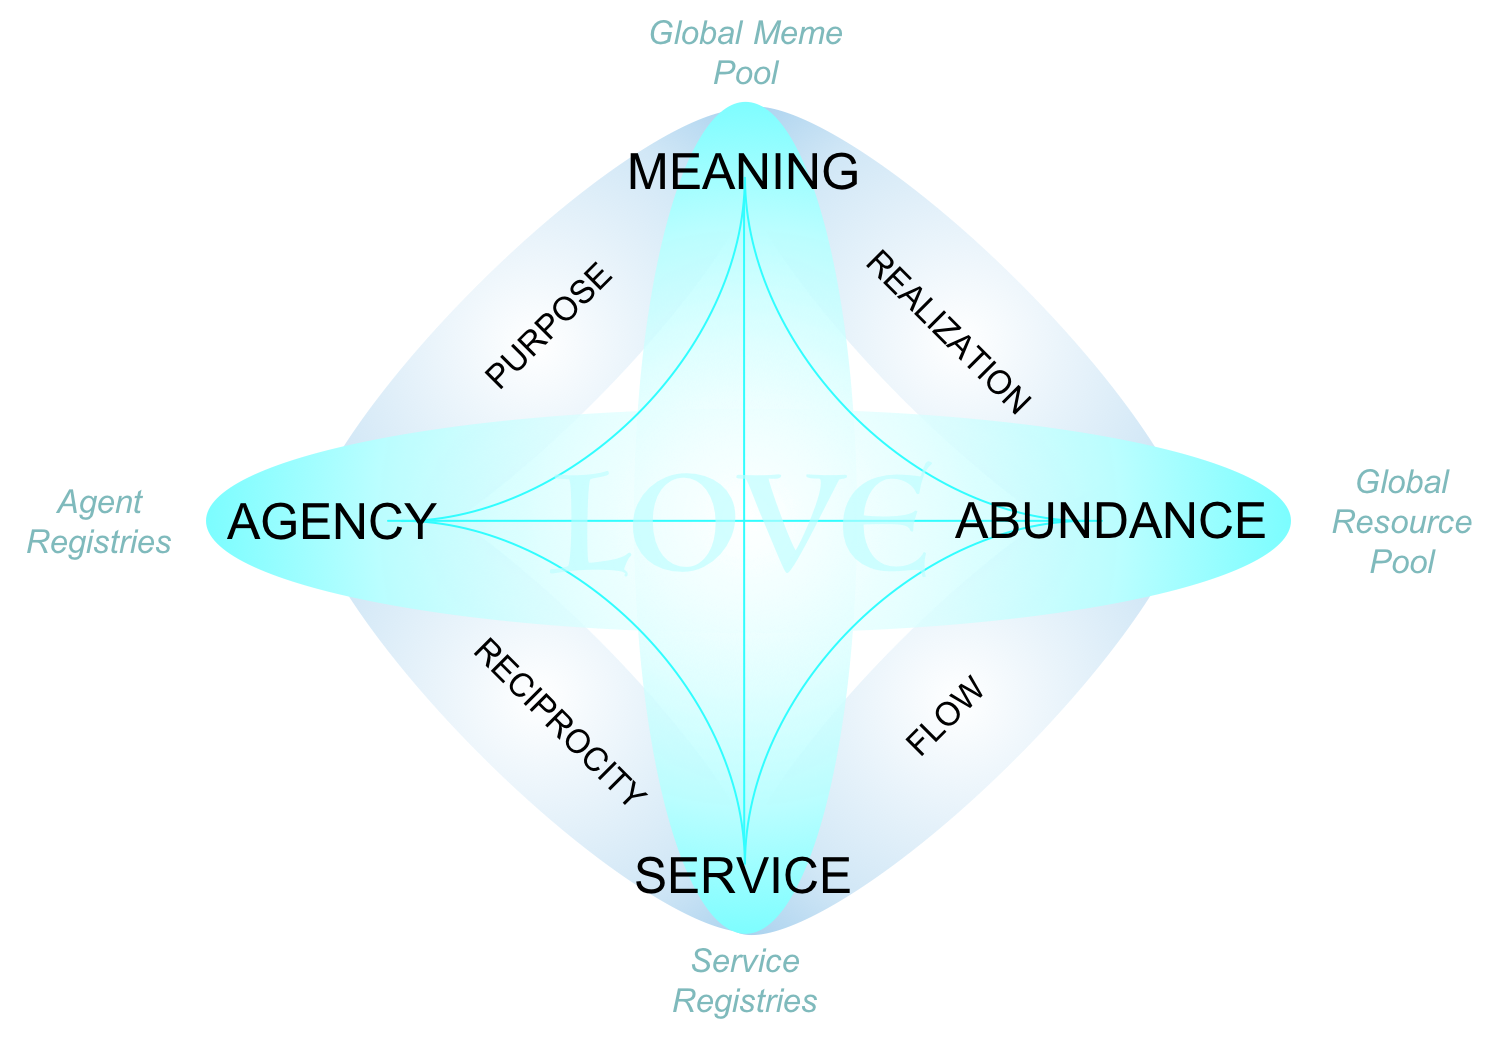 Global Meme
Pool
MEANING
PURPOSE
REALIZATION
Agent
Registries
AGENCY
LOVE
ABUNDANCE
Global
Resource
Pool
RECIPROCITY
FLOW
SERVICE
Service
Registries